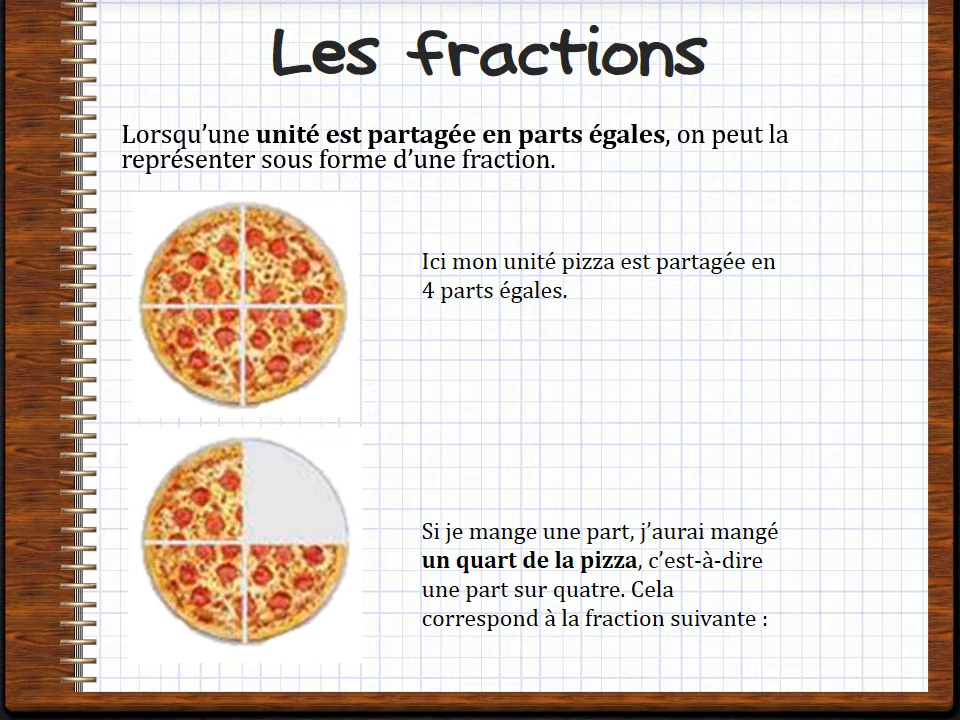 Les fractions
Lorsqu’une unité est partagée en parts égales, on peut la
représenter sous forme d’une fraction.
Ici mon unité pizza est partagée en
4 parts égales.
Si je mange une part, j’aurai mangé
un quart de la pizza, c’est-à-dire
une part sur quatre. Cela
correspond à la fraction suivante :